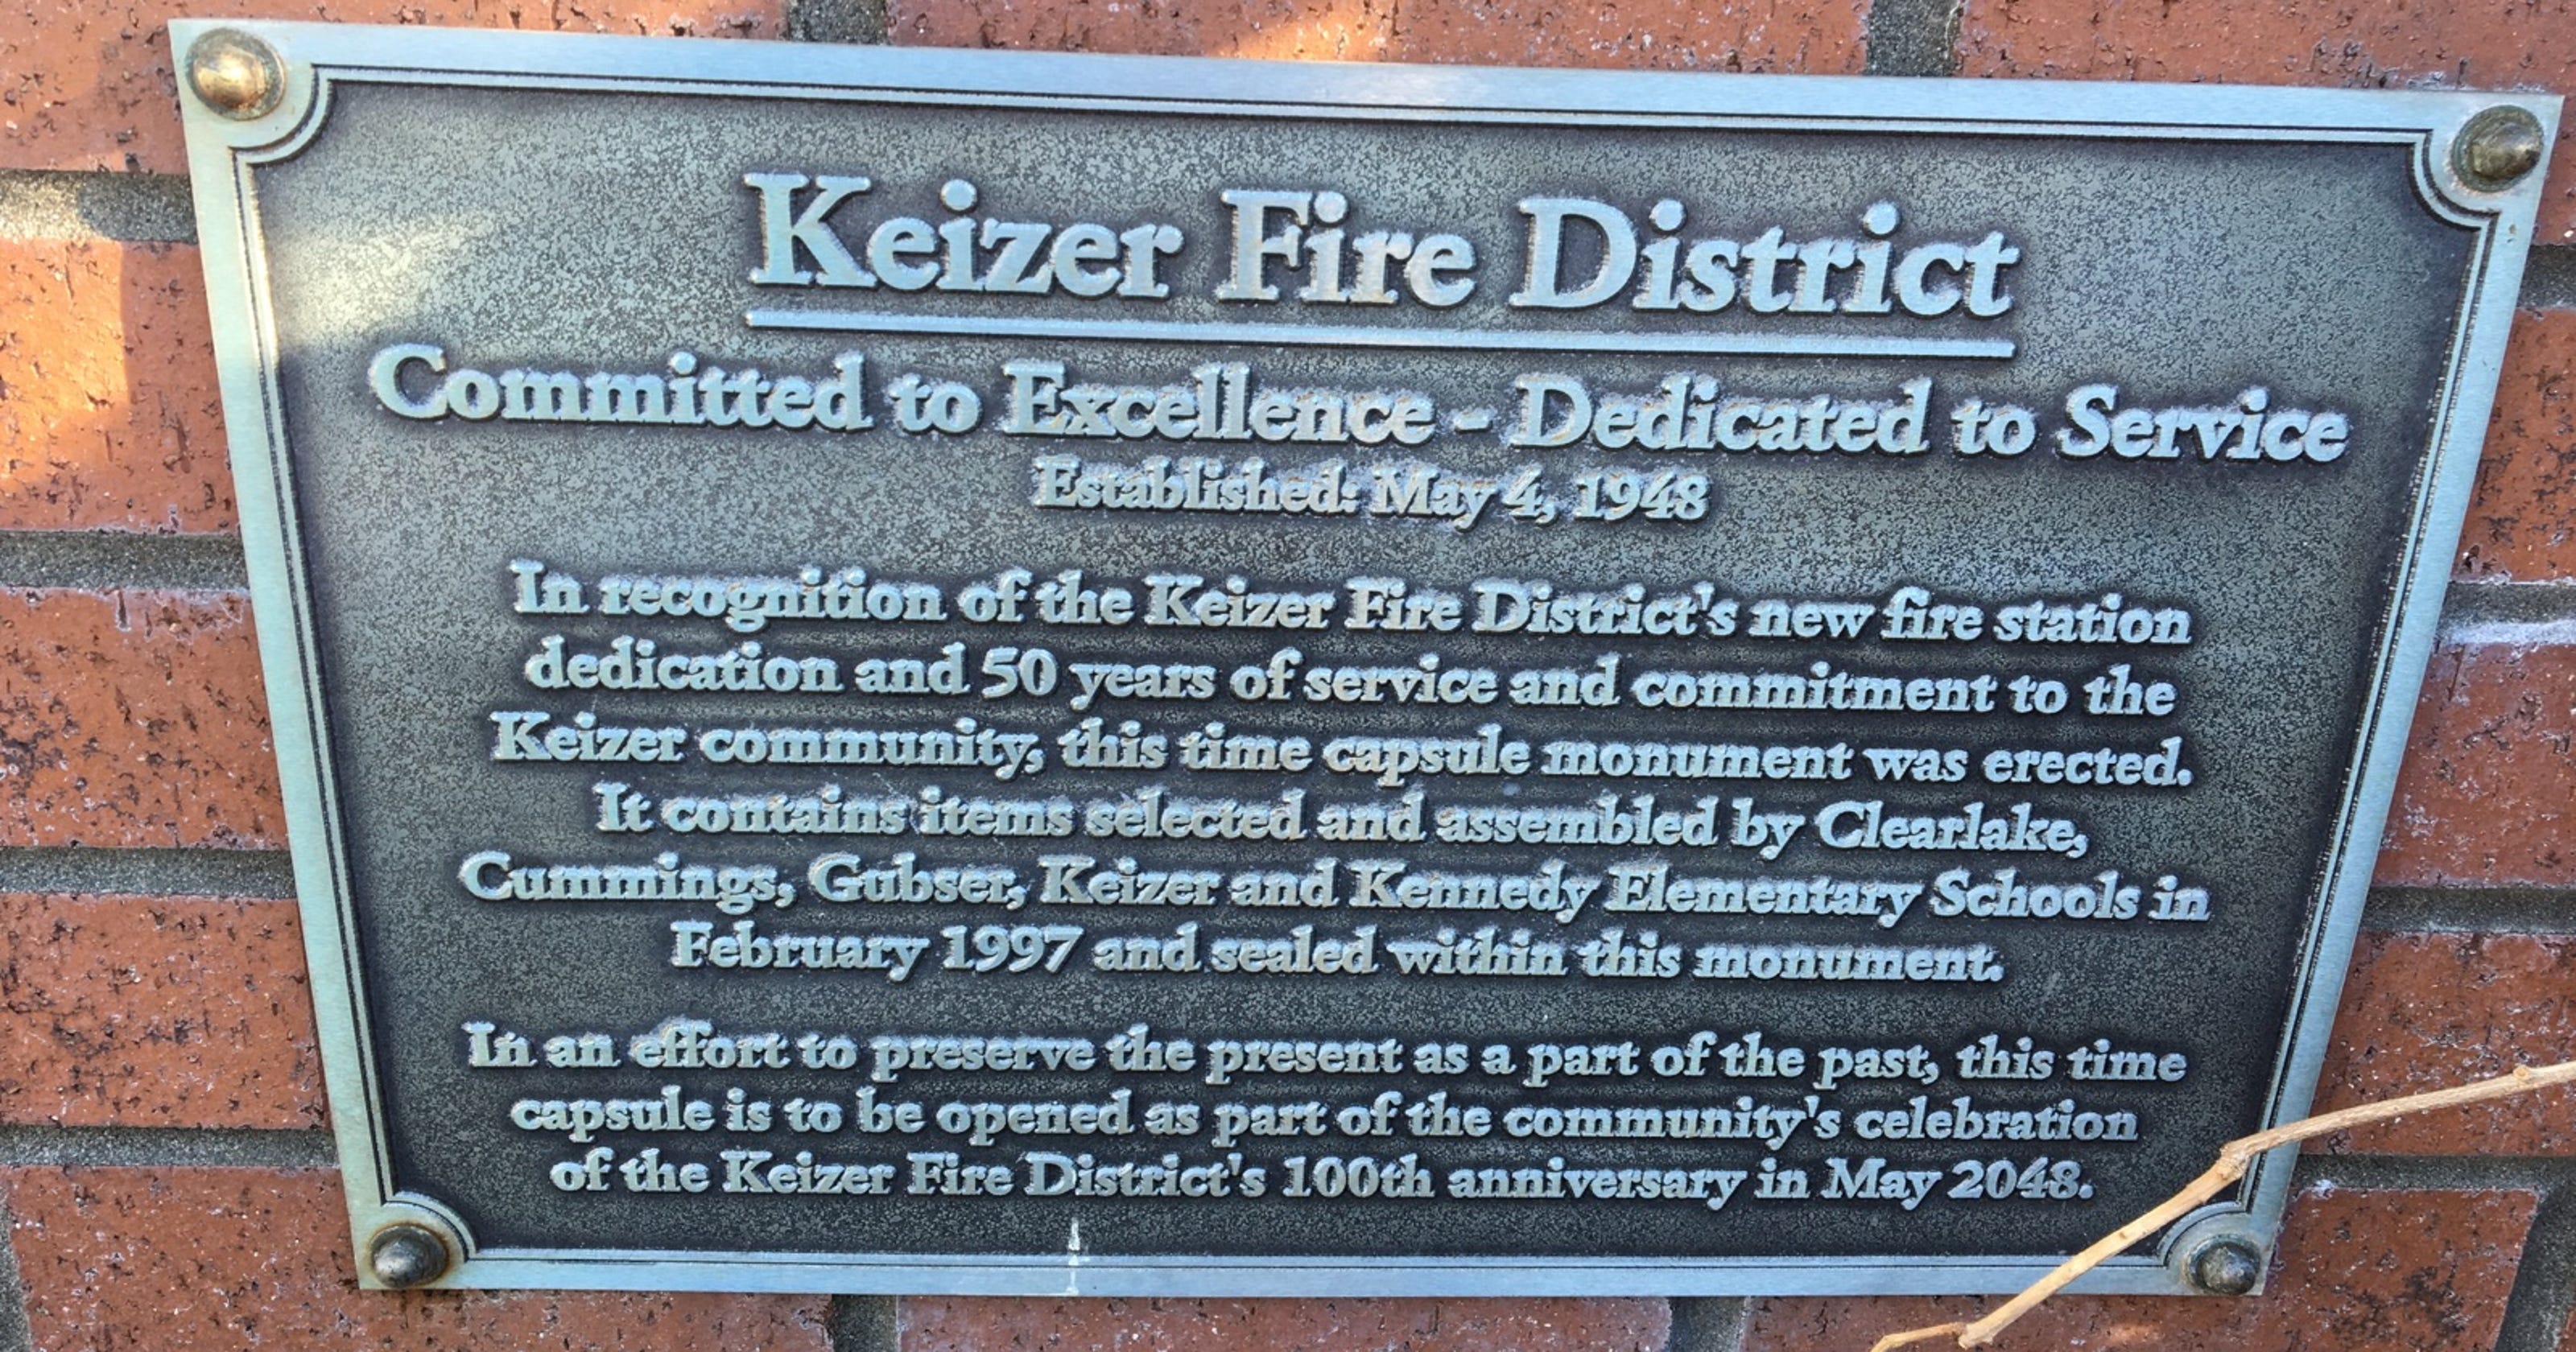 Keizer Fire District
Committed to Excellence - Dedicated to Service
Established: May 4, 1948
In recognition of the Keizer Fire District's new fire station
dedication and 50 years of service and commitment to the
Keizer community, this time capsule monument was erected.
It contains items selected and assembled by Clearlake,
Cummings, Gubser, Keizer and Kennedy Elementary Schools in
February 1997 and sealed within this monument.
In an effort to preserve the present as a part of the past, this time
capsule is to be opened as part of the community's celebration
of the Keizer Fire District's 100th anniversary in May 2048.